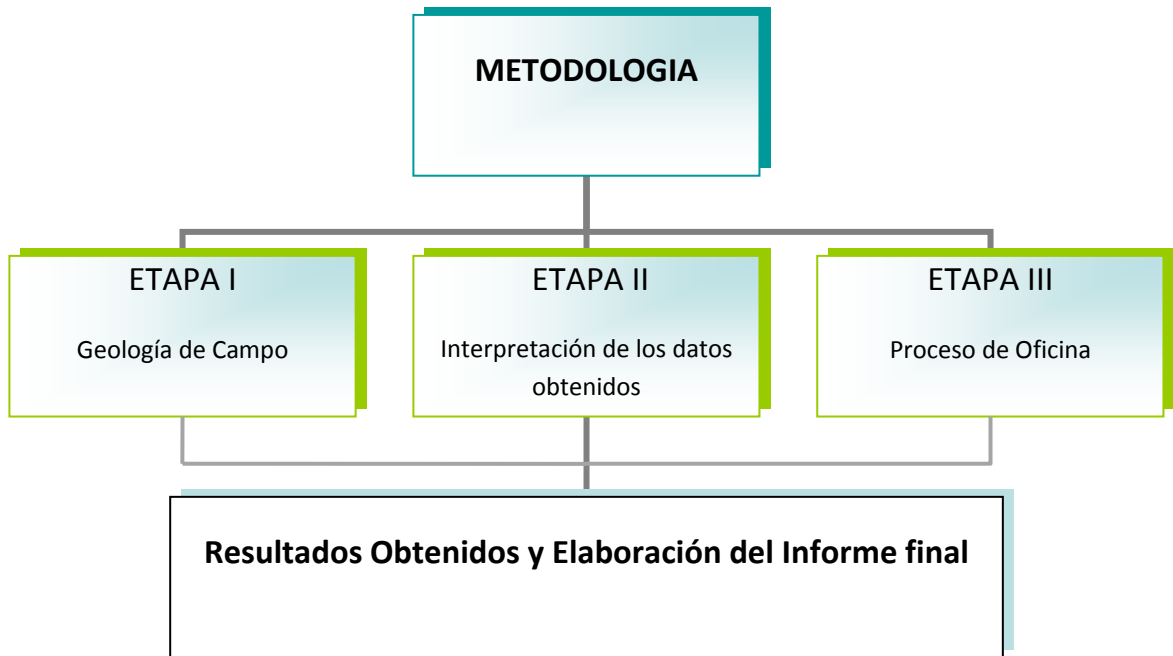 METODOLOGIA
ETAPA I
Geología de Campo
ETAPA II
Interpretación de los datos
obtenidos
ETAPA III
Proceso de Oficina
Resultados Obtenidos y Elaboración del Informe final